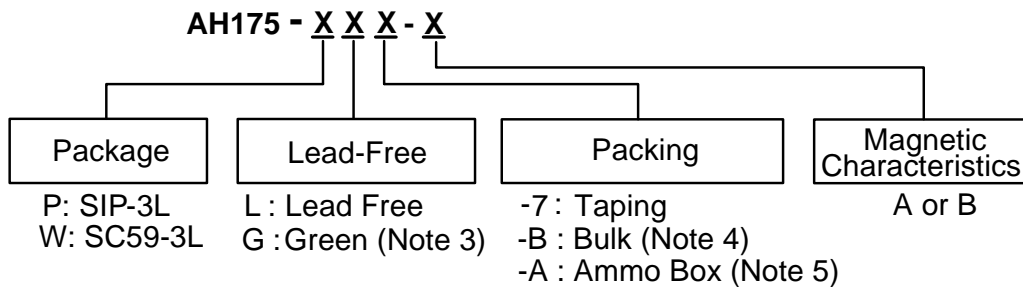 AH175 - X X X - X
Package
Lead-Free
Packing
Magnetic
Characteristics
P: SIP-3L
W: SC59-3L
L : Lead Free
G : Green (Note 3)
-7 : Taping
-B : Bulk (Note 4)
-A : Ammo Box (Note 5)
A or B